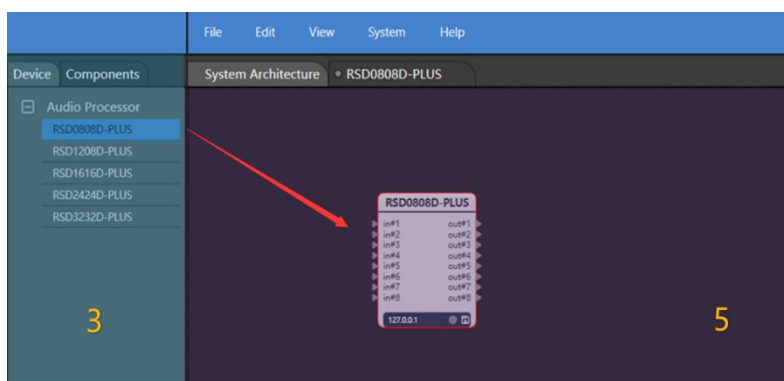 File Edit View System Help
Device Components System Architecture RSD0808D-PLUS
Audio Processor
RSD0808D-PLUS
RSD1208D-PLUS
RSD1616D-PLUS
RSD2424D-PLUS
RSD3232D-PLUS
RSD0808D-PLUS
in#1 out#1
in#2 out#2
in#3 out#3
in#4 out#4
in#5 out#5
in#6 out#6
in#7 out#7
in#8 out#8
127.0.0.1
3
5